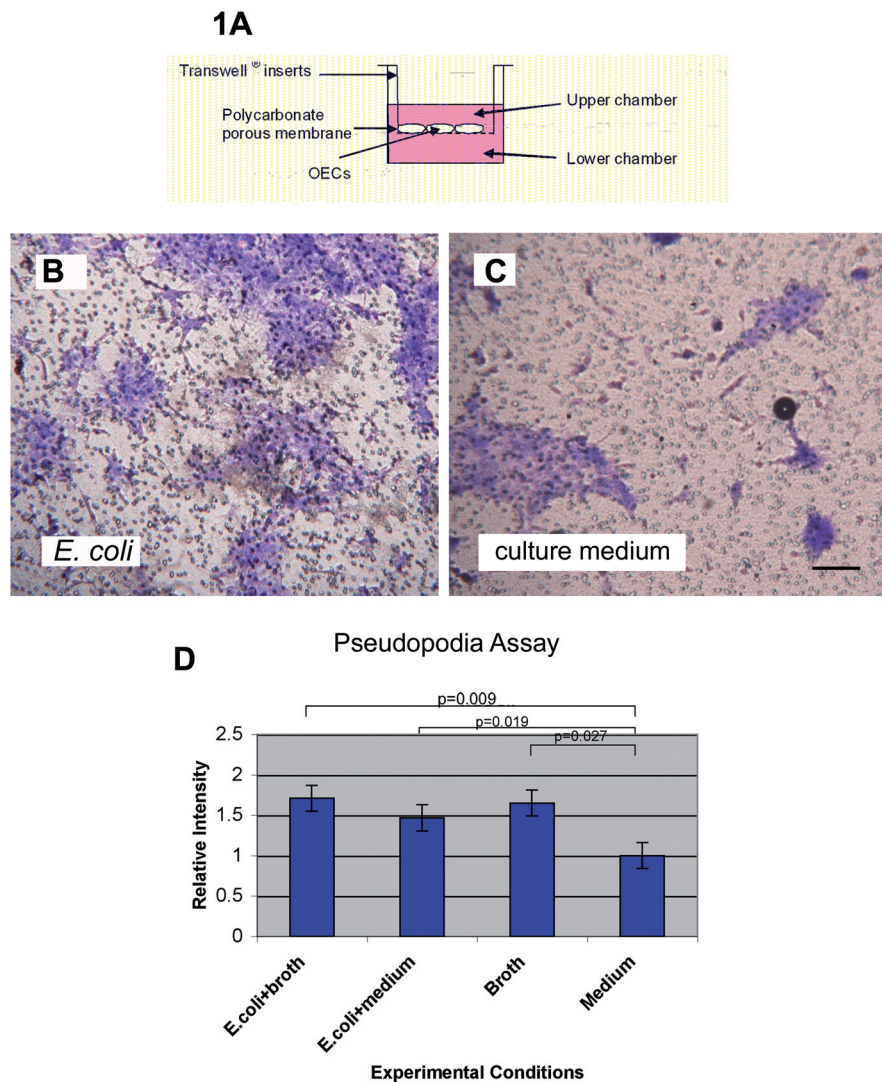 1A
Transwell ® inserts
Upper chamber
Polycarbonate
porous membrane
OECs
Lower chamber
B
C
E. coli
culture medium
D
Pseudopodia Assay
p=0.009
p=0.019
p=0.027
2.5
2
1.5
1
0.5
0
Relative Intensity
E.coli+broth
E.coli+medium
Broth
Medium
Experimental Conditions